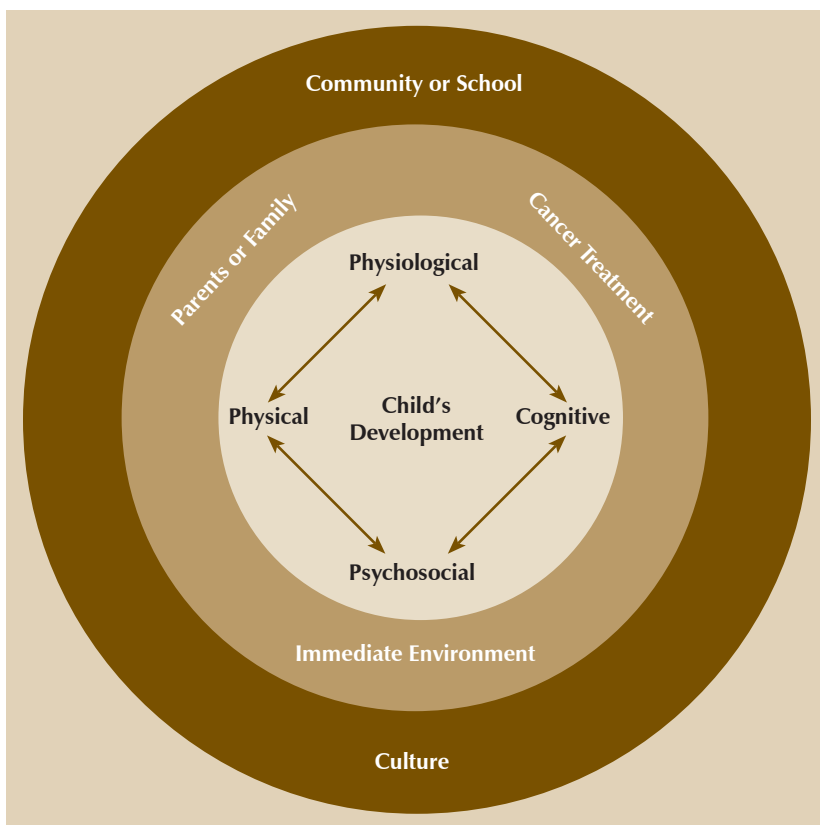 Community or School
Parents or Family
Cancer Treatment
Physiological
Physical
Child’s
Development
Cognitive
Psychosocial
Immediate Environment
Culture